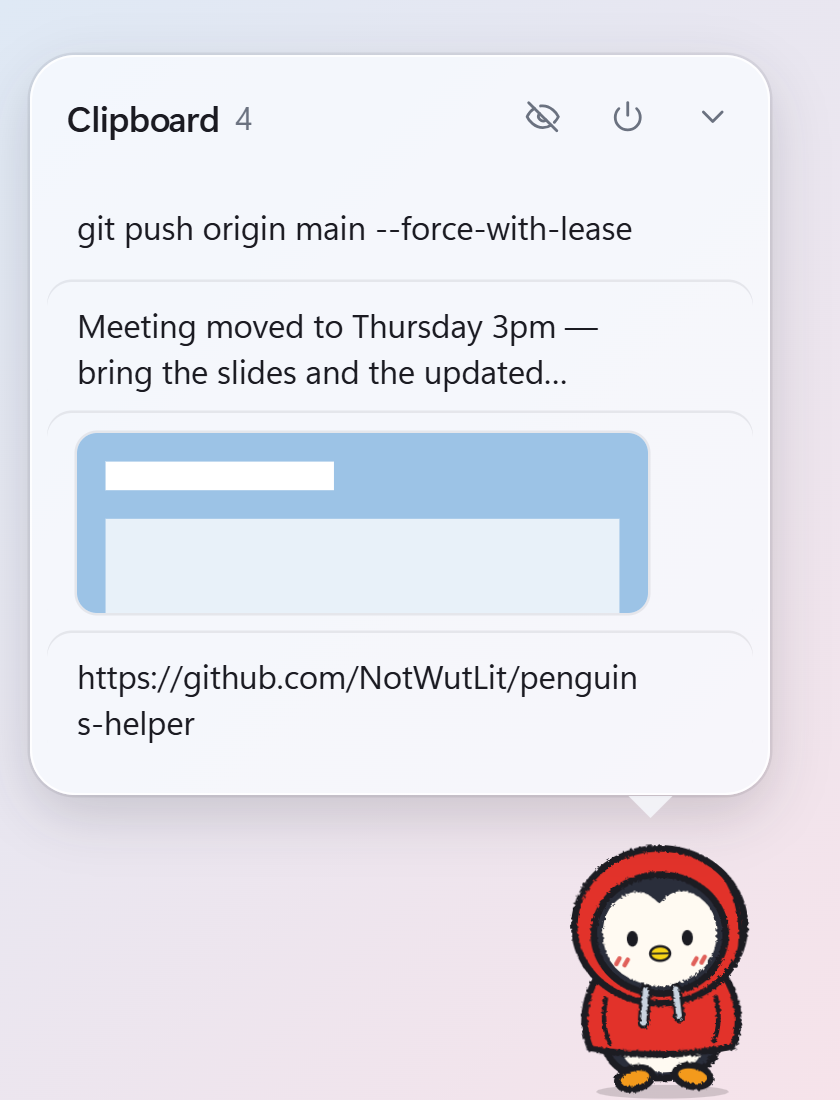 Clipboard 4
git push origin main --force-with-lease
Meeting moved to Thursday 3pm —
bring the slides and the updated...
https://github.com/NotWutLit/penguin
s-helper